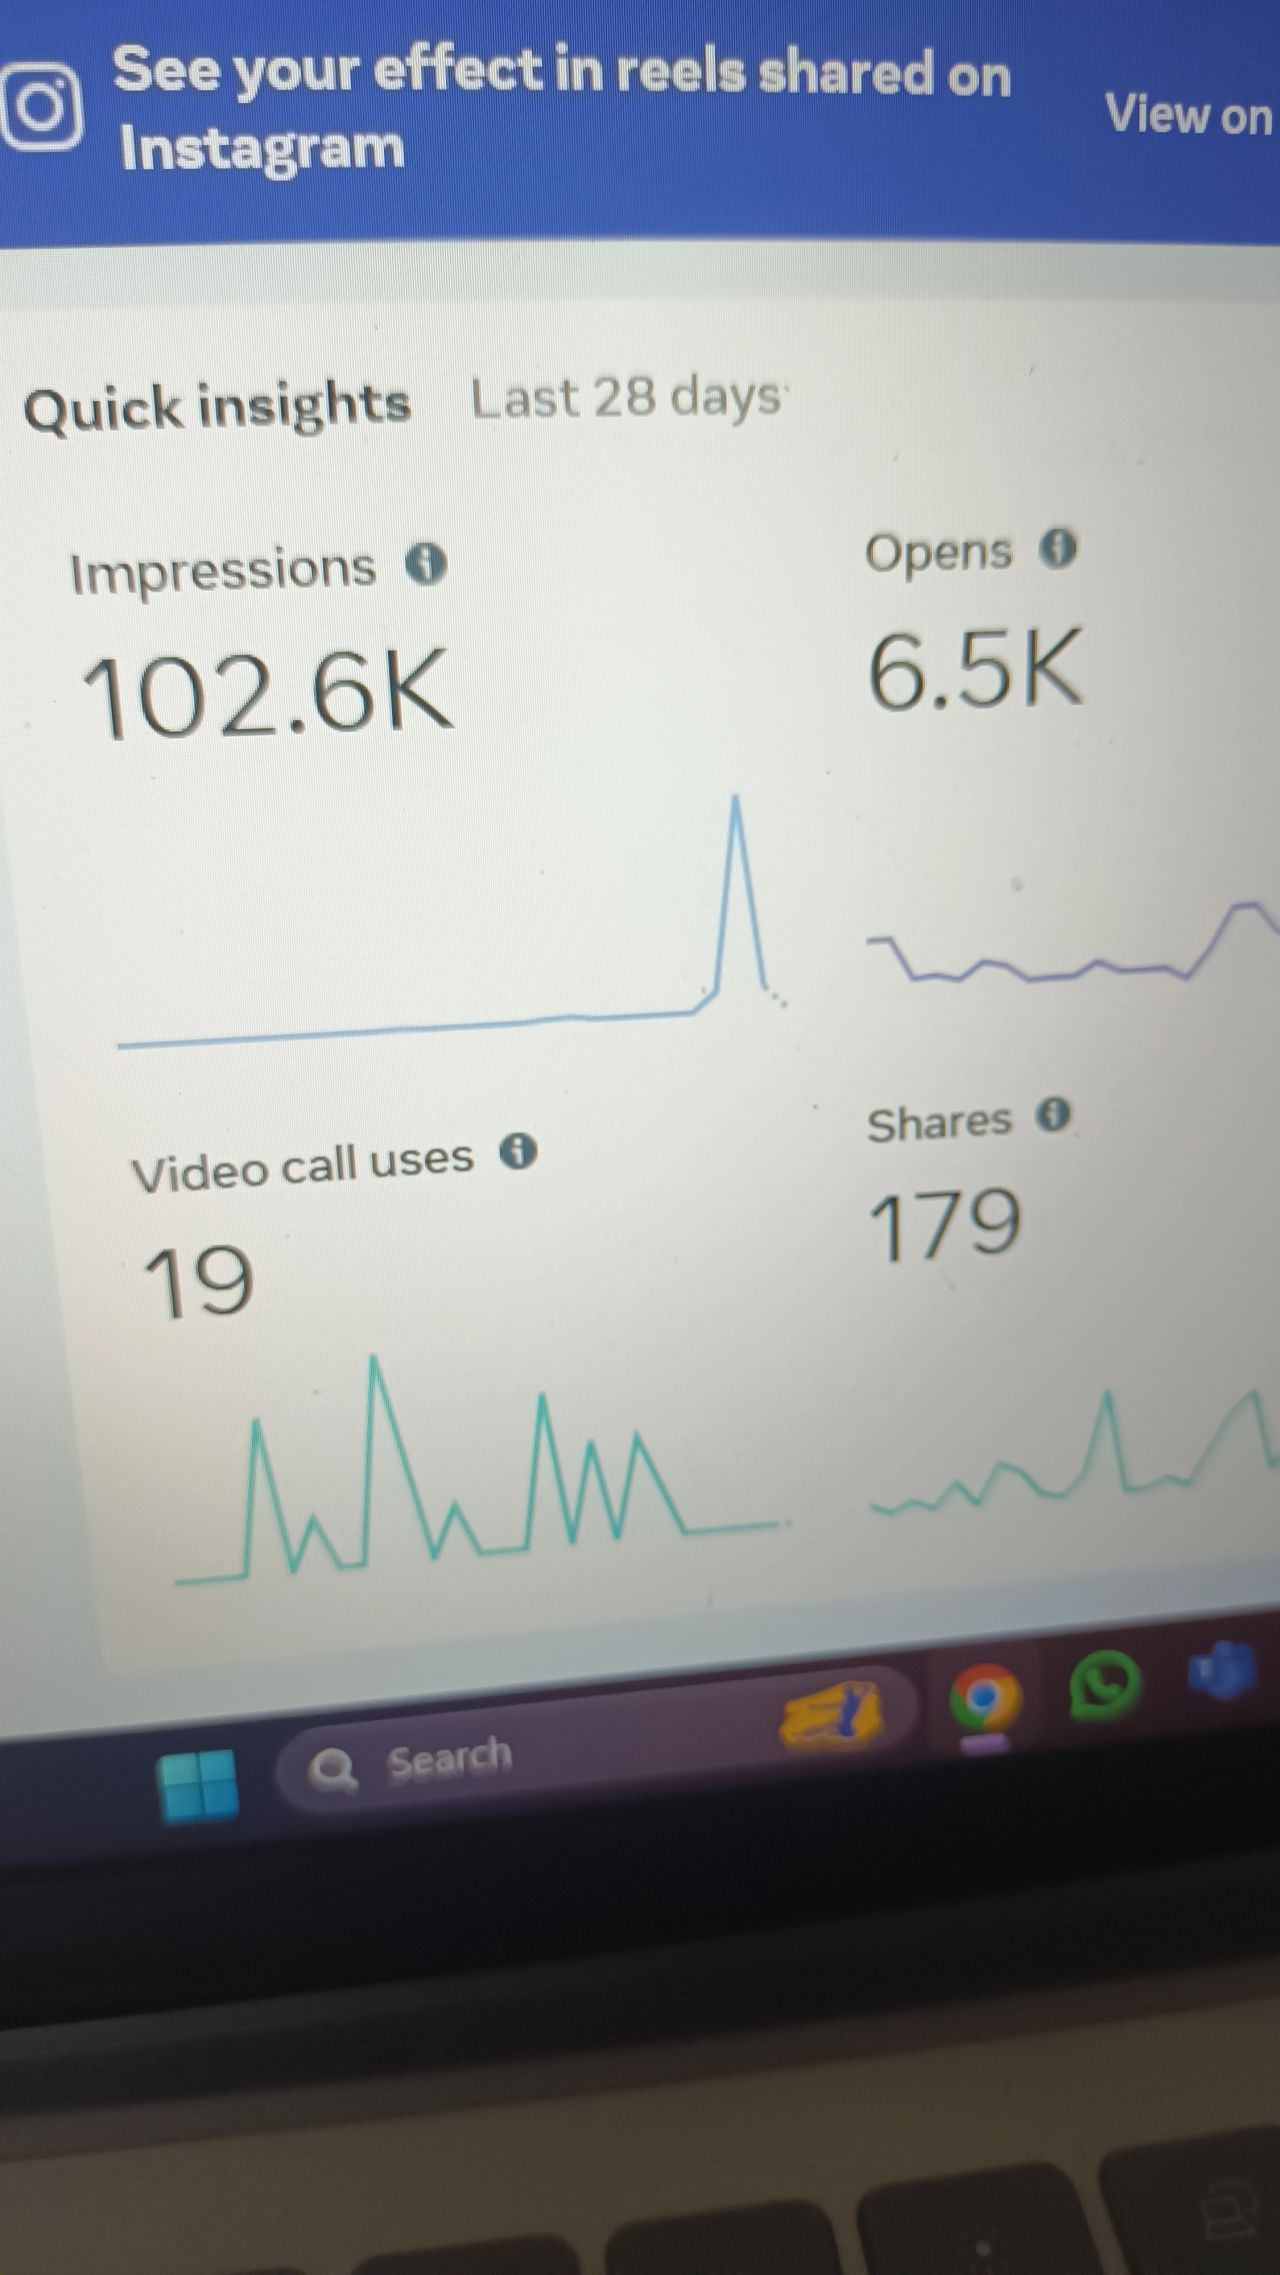 See your effect in reels shared on
Instagram
View on
Quick insights Last 28 days
Impressions
102.6K
Opens
6.5K
Video call uses
19
Shares
179
Search